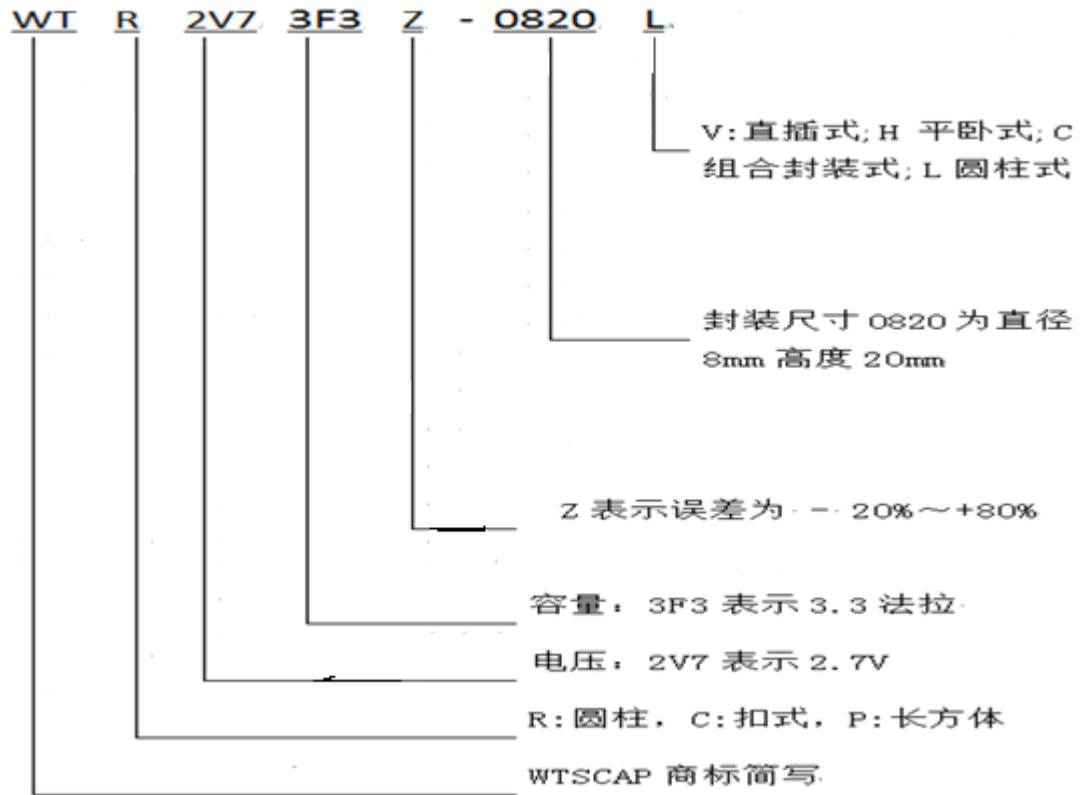 WT R 2V7 3F3 Z - 0820 L
V:直插式;H 平卧式;C
组合封装式;L 圆柱式
封装尺寸 0820 为直径
8mm 高度 20mm
Z 表示误差为 - 20%～+80%
容量：3F3 表示 3.3 法拉
电压：2V7 表示 2.7V
R:圆柱，C:扣式，P:长方体
WTSCAP 商标简写